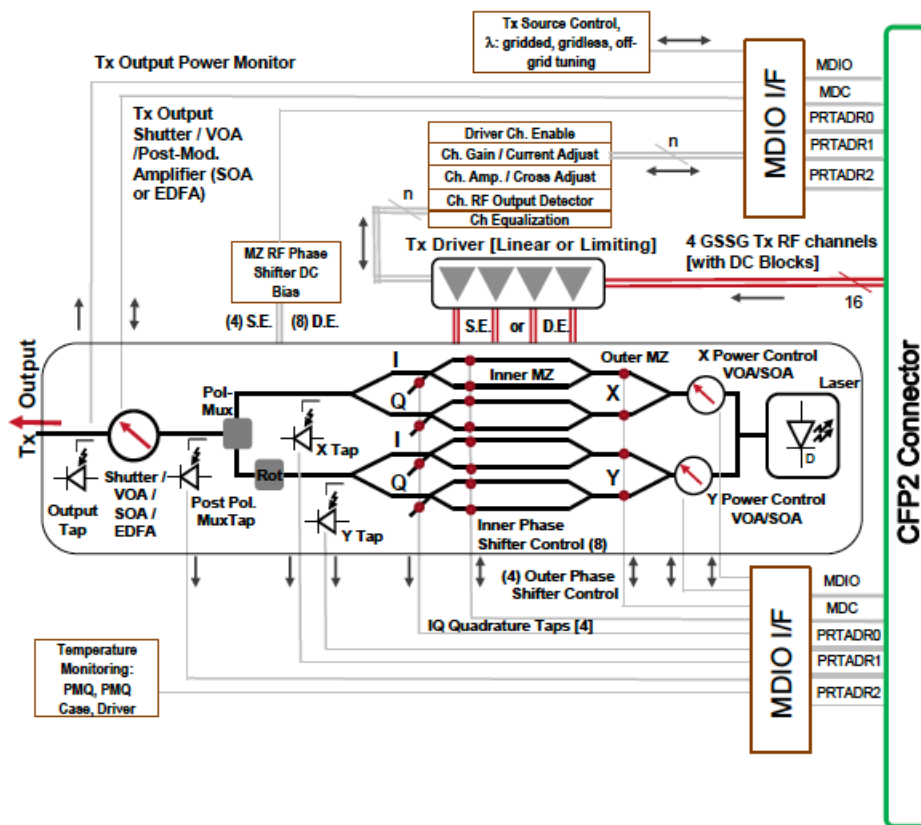 Tx Source Control,
λ: gridded, gridless, off-
grid tuning
Tx Output Power Monitor
MDIO I/F
MDIO
MDC
PRTADR0
PRTADR1
PRTADR2
Tx Output
Shutter / VOA
/Post-Mod.
Amplifier (SOA
or EDFA)
Driver Ch. Enable
Ch. Gain / Current Adjust
Ch. Amp. / Cross Adjust
Ch. RF Output Detector
Ch Equalization
n
n
Tx Driver [Linear or Limiting]
4 GSSG Tx RF channels
[with DC Blocks]
16
MZ RF Phase
Shifter DC
Bias
(4) S.E.
(8) D.E.
S.E. or D.E.
CFP2 Connector
Tx Output
Pol-
Mux
I
Q
I
Q
Inner MZ
Outer MZ
X
Y
X Power Control
VOA/SOA
Laser
D
X Tap
Rot
Y Tap
Output
Tap
Shutter /
VOA /
SOA /
EDFA
Post Pol.
MuxTap
Inner Phase
Shifter Control (8)
Y Power Control
VOA/SOA
(4) Outer Phase
Shifter Control
IQ Quadrature Taps [4]
MDIO I/F
MDIO
MDC
PRTADR0
PRTADR1
PRTADR2
Temperature
Monitoring:
PMQ, PMQ
Case, Driver